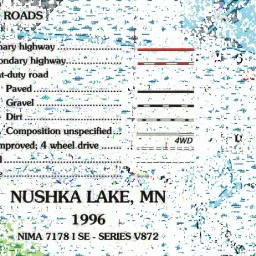 ROADS
nary highway
ondary highway
t-duty road
Paved
Gravel
Dirt
Composition unspecified
mproved; 4 wheel drive
4WD
l
NUSHKA LAKE, MN
1996
NIMA 7178 I SE - SERIES V872